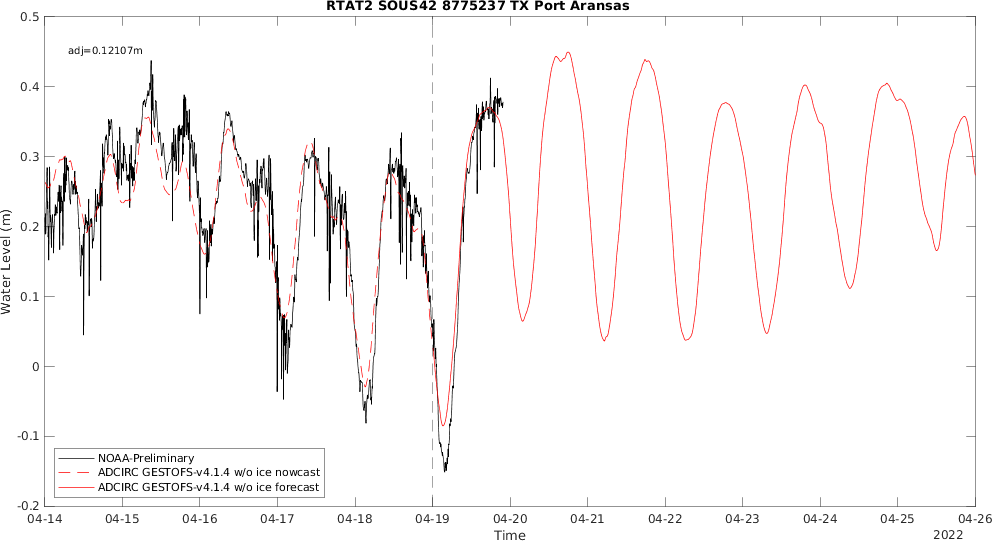 RTAT2 SOUS42 8775237 TX Port Aransas
adj=0.12107m
0.5
0.4
0.3
0.2
0.1
0
-0.1
-0.2
Water Level (m)
NOAA-Preliminary
ADCIRC GESTOFS-v4.1.4 w/o ice nowcast
ADCIRC GESTOFS-v4.1.4 w/o ice forecast
04-14 04-15 04-16 04-17 04-18 04-19 04-20 04-21 04-22 04-23 04-24 04-25 04-26
Time
2022